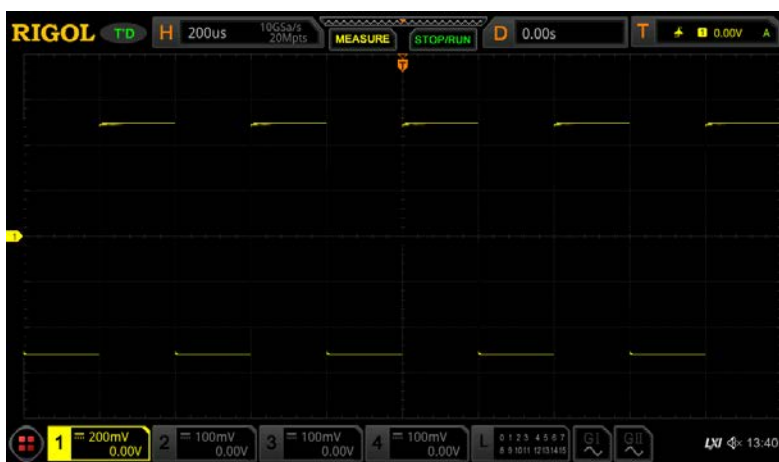 RIGOL T'D H 200us 10GSa/s 20Mpts MEASURE STOP/RUN D 0.00s T 1 0.00V A
T
1
1 200mV 0.00V 2 100mV 0.00V 3 100mV 0.00V 4 100mV 0.00V L 0 1 2 3 4 5 6 7 GI GII LXI 13:40
8 9 10 11 12 13 14 15